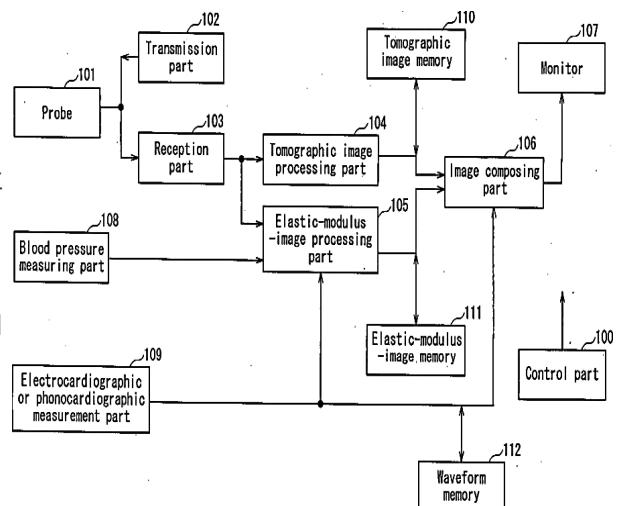 102
Transmission
part
101
Probe
103
Reception
part
110
Tomographic
image memory
107
Monitor
104
Tomographic image
processing part
106
Image composing
part
105
Elastic-modulus
-image processing
part
108
Blood pressure
measuring part
111
Elastic-modulus
-image memory
100
Control part
109
Electrocardiographic
or phonocardiographic
measurement part
112
Waveform
memory